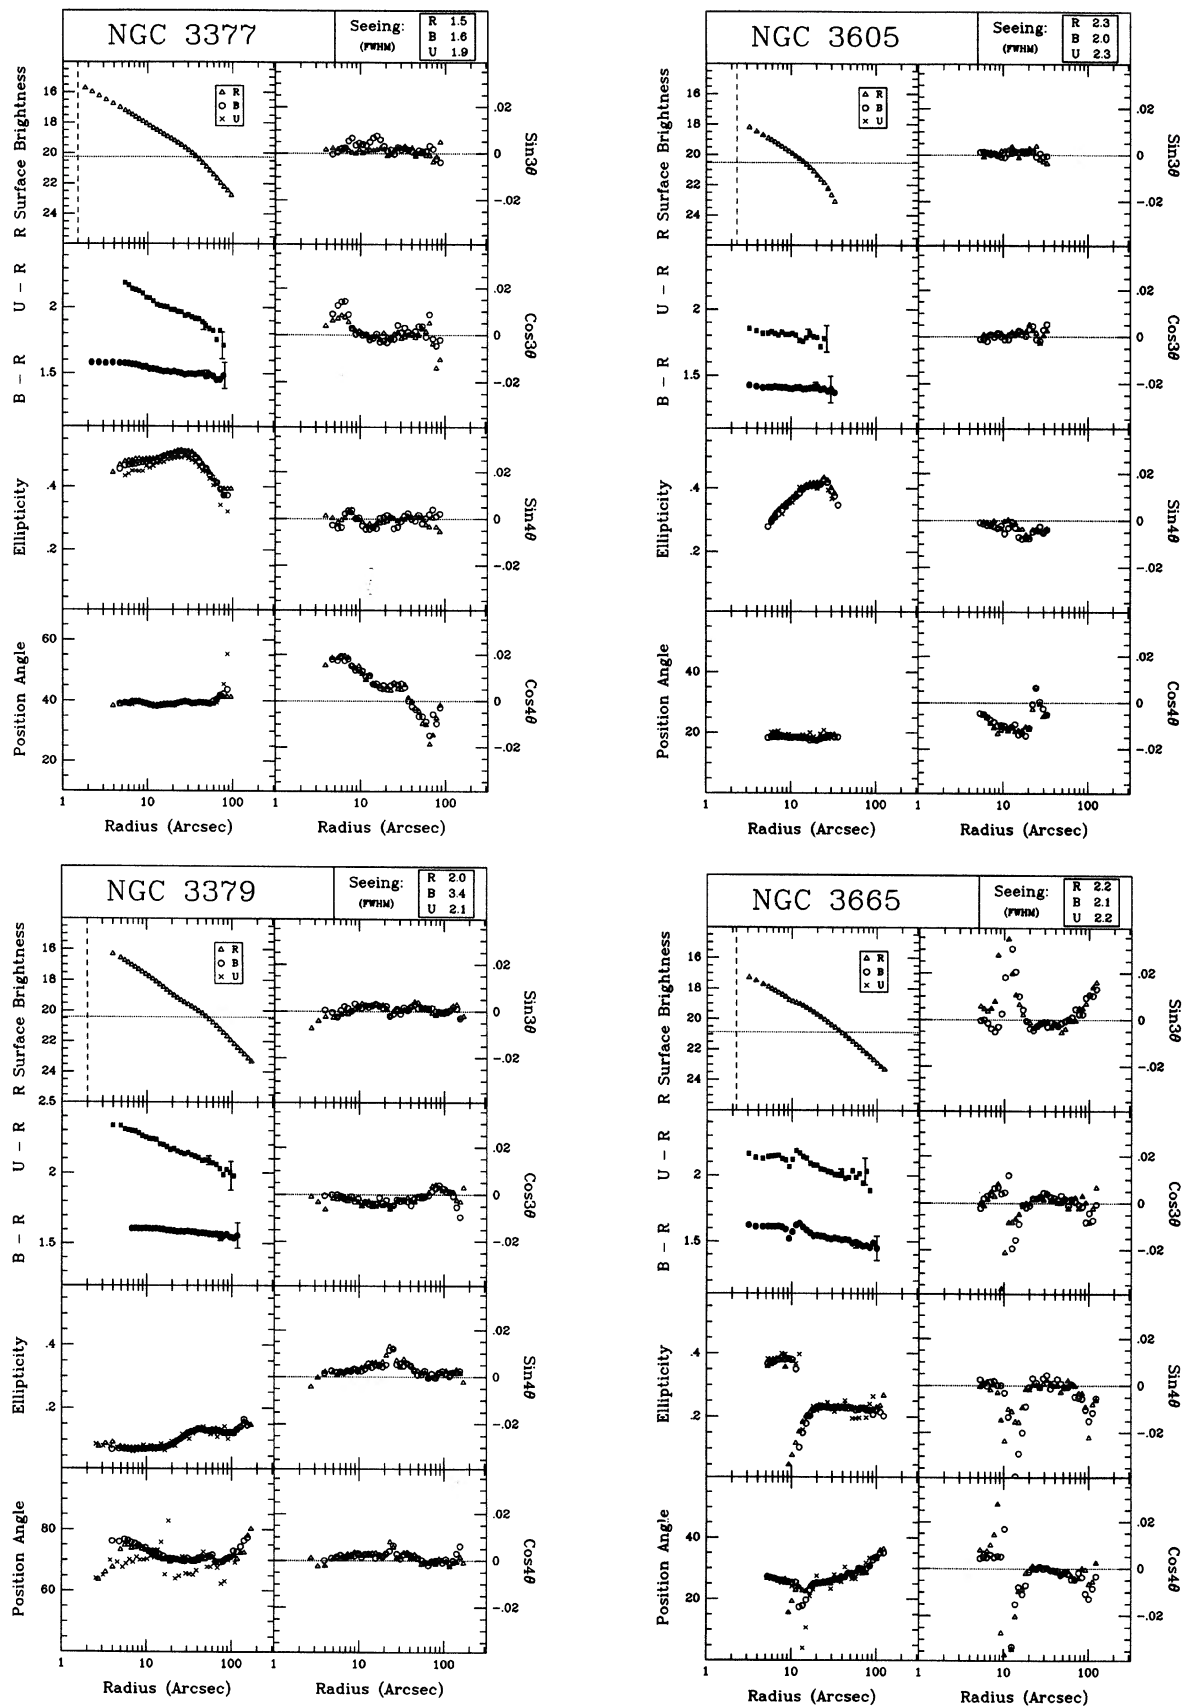 NGC 3377
Seeing:
(FWHM)
R 1.5
B 1.6
U 1.9
R Surface Brightness
16
18
20
22
24
R
B
U
.02
0
-.02
Sin3θ
U - R
B - R
2
1.5
.02
0
-.02
Cos3θ
Ellipticity
.4
.2
.02
0
-.02
Sin4θ
Position Angle
60
40
20
.02
0
-.02
Cos4θ
1 10 100
1 10 100
Radius (Arcsec)
Radius (Arcsec)
NGC 3605
Seeing:
(FWHM)
R 2.3
B 2.0
U 2.3
R Surface Brightness
16
18
20
22
24
R
B
U
.02
0
-.02
Sin3θ
U - R
B - R
2
1.5
.02
0
-.02
Cos3θ
Ellipticity
.4
.2
.02
0
-.02
Sin4θ
Position Angle
40
20
.02
0
-.02
Cos4θ
1 10 100
1 10 100
Radius (Arcsec)
Radius (Arcsec)
NGC 3379
Seeing:
(FWHM)
R 2.0
B 3.4
U 2.1
R Surface Brightness
16
18
20
22
24
2.5
R
B
U
.02
0
-.02
Sin3θ
U - R
B - R
2
1.5
.02
0
-.02
Cos3θ
Ellipticity
.4
.2
.02
0
-.02
Sin4θ
Position Angle
80
60
.02
0
-.02
Cos4θ
1 10 100
1 10 100
Radius (Arcsec)
Radius (Arcsec)
NGC 3665
Seeing:
(FWHM)
R 2.2
B 2.1
U 2.2
R Surface Brightness
16
18
20
22
24
R
B
U
.02
0
-.02
Sin3θ
U - R
B - R
2
1.5
.02
0
-.02
Cos3θ
Ellipticity
.4
.2
.02
0
-.02
Sin4θ
Position Angle
40
20
.02
0
-.02
Cos4θ
1 10 100
1 10 100
Radius (Arcsec)
Radius (Arcsec)